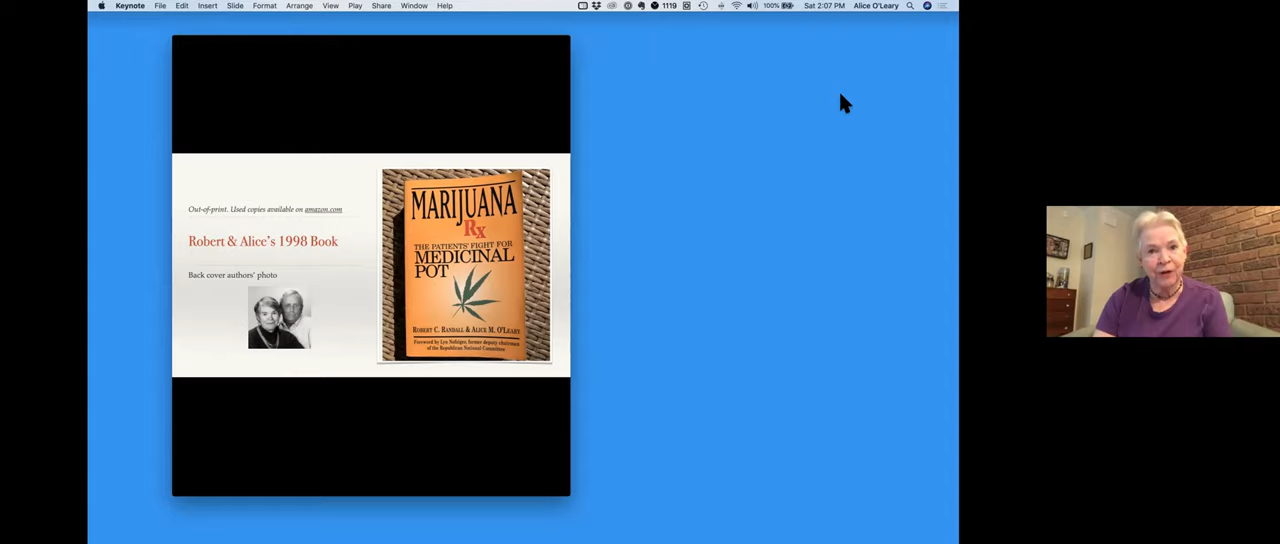 Keynote File Edit Insert Slide Format Arrange View Play Share Window Help
1119 100% Sat 2:07 PM Alice O'Leary
Out-of-print. Used copies available on amazon.com
Robert & Alice's 1998 Book
Back cover authors' photo
MARIJUANA
Rx
THE PATIENTS' FIGHT FOR
MEDICINAL
POT
ROBERT C. RANDALL & ALICE M. O'LEARY
Foreword by Lyn Nofziger, former deputy chairman
of the Republican National Committee.